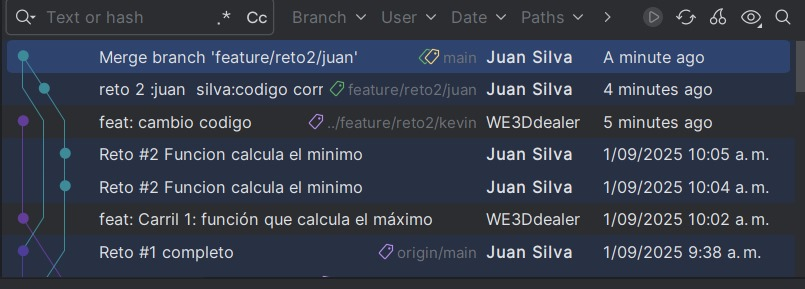 Text or hash .* Cc Branch User Date Paths
Merge branch 'feature/reto2/juan' main Juan Silva A minute ago
reto 2 :juan silva:codigo corr feature/reto2/juan Juan Silva 4 minutes ago
feat: cambio codigo ../feature/reto2/kevin WE3Ddealer 5 minutes ago
Reto #2 Funcion calcula el minimo Juan Silva 1/09/2025 10:05 a. m.
Reto #2 Funcion calcula el minimo Juan Silva 1/09/2025 10:04 a. m.
feat: Carril 1: función que calcula el máximo WE3Ddealer 1/09/2025 10:02 a. m.
Reto #1 completo origin/main Juan Silva 1/09/2025 9:38 a. m.